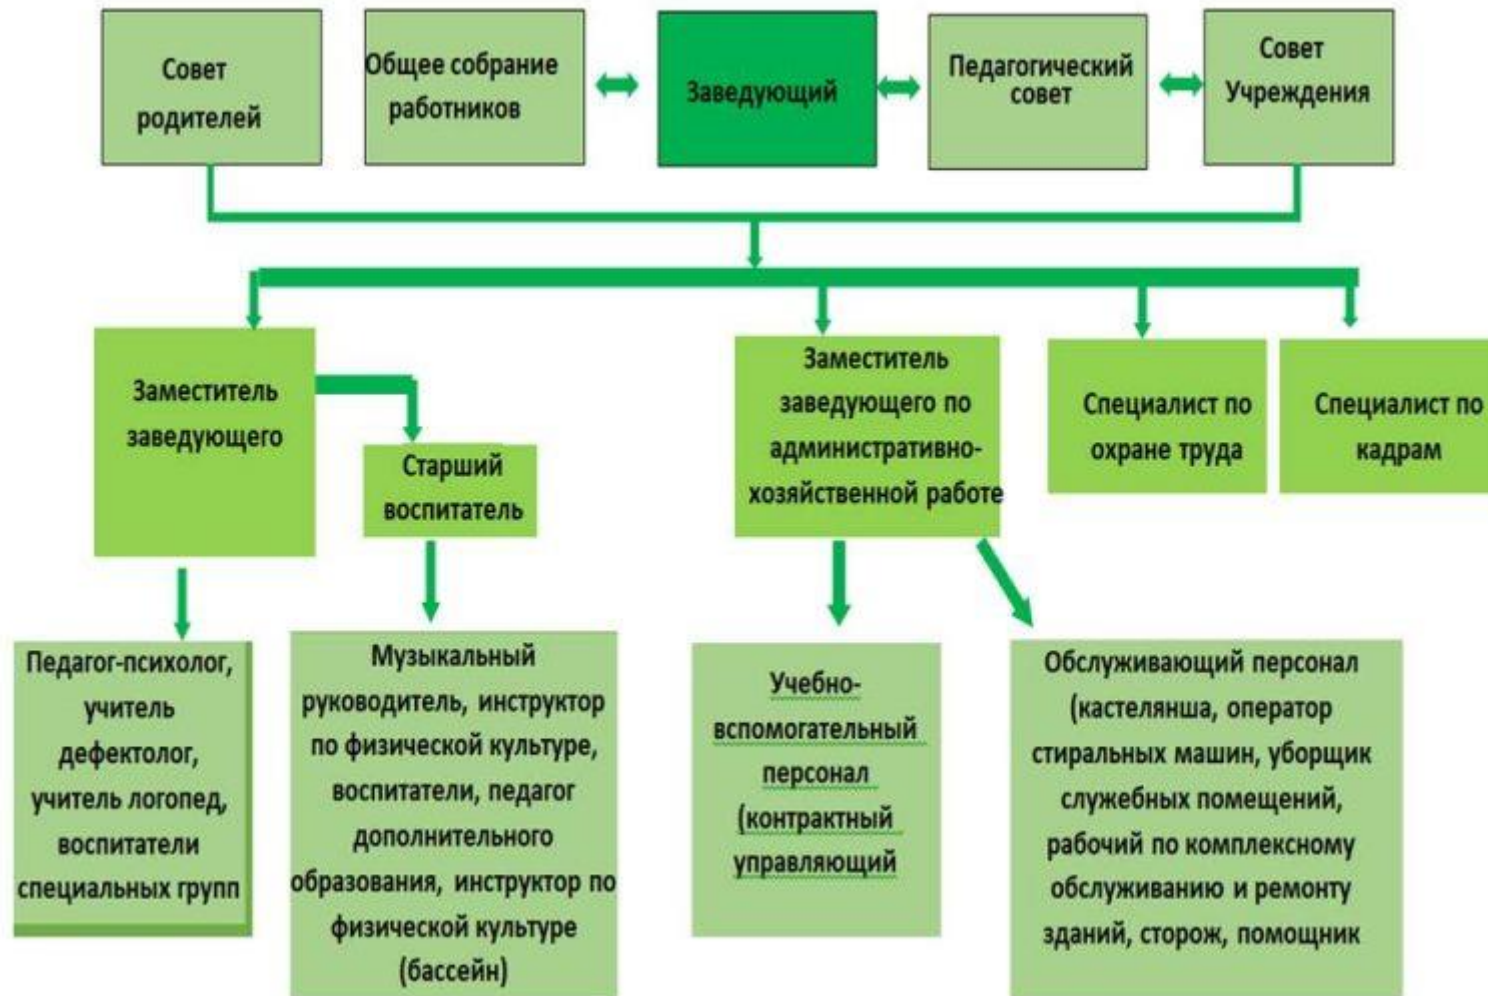 Совет
родителей
Общее собрание
работников
Заведующий
Педагогический
совет
Совет
Учреждения
Заместитель
заведующего
Старший
воспитатель
Заместитель
заведующего по
административно-
хозяйственной работе
Специалист по
охране труда
Специалист по
кадрам
Педагог-психолог,
учитель
дефектолог,
учитель логопед,
воспитатели
специальных групп
Музыкальный
руководитель, инструктор
по физической культуре,
воспитатели, педагог
дополнительного
образования, инструктор по
физической культуре
(бассейн)
Учебно-
вспомогательный
персонал
(контрактный
управляющий
Обслуживающий персонал
(кастелянша, оператор
стиральных машин, уборщик
служебных помещений,
рабочий по комплексному
обслуживанию и ремонту
зданий, сторож, помощник